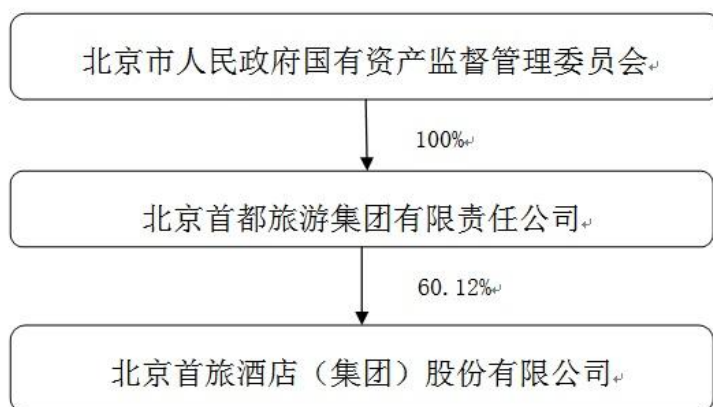 北京市人民政府国有资产监督管理委员会
100%
北京首都旅游集团有限责任公司
60.12%
北京首旅酒店（集团）股份有限公司